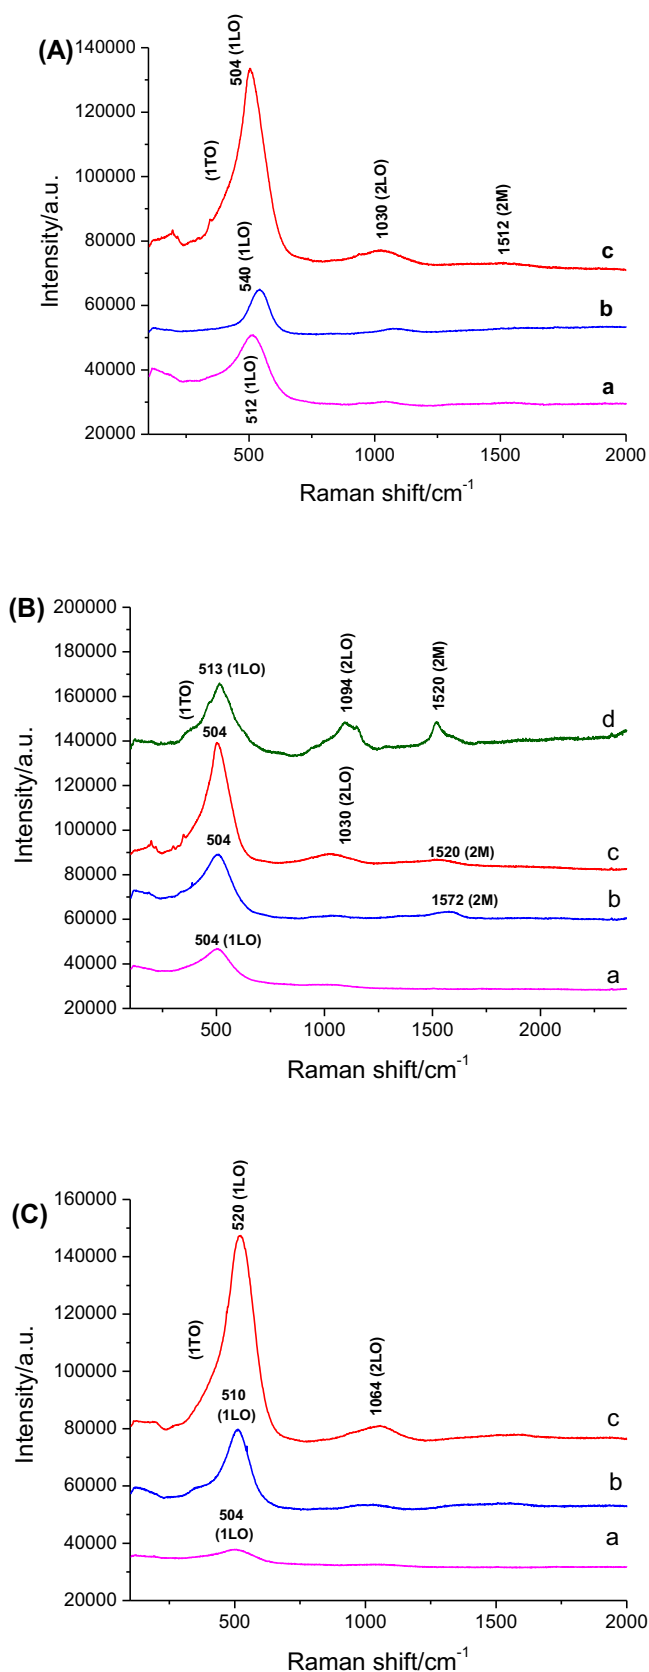 (A)
140000
120000
100000
80000
60000
40000
20000
Intensity/a.u.
504 (1LO)
(1TO)
1030 (2LO)
1512 (2M)
c
540 (1LO)
b
512 (1LO)
a
500
1000
1500
2000
Raman shift/cm⁻¹
(B)
200000
180000
160000
140000
120000
100000
80000
60000
40000
20000
Intensity/a.u.
513 (1LO)
(1TO)
1094 (2LO)
1520 (2M)
d
504
1030 (2LO)
1520 (2M)
c
504
1572 (2M)
b
504 (1LO)
a
500
1000
1500
2000
Raman shift/cm⁻¹
(C)
160000
140000
120000
100000
80000
60000
40000
20000
Intensity/a.u.
520 (1LO)
(1TO)
1064 (2LO)
c
510
(1LO)
b
504
(1LO)
a
500
1000
1500
2000
Raman shift/cm⁻¹